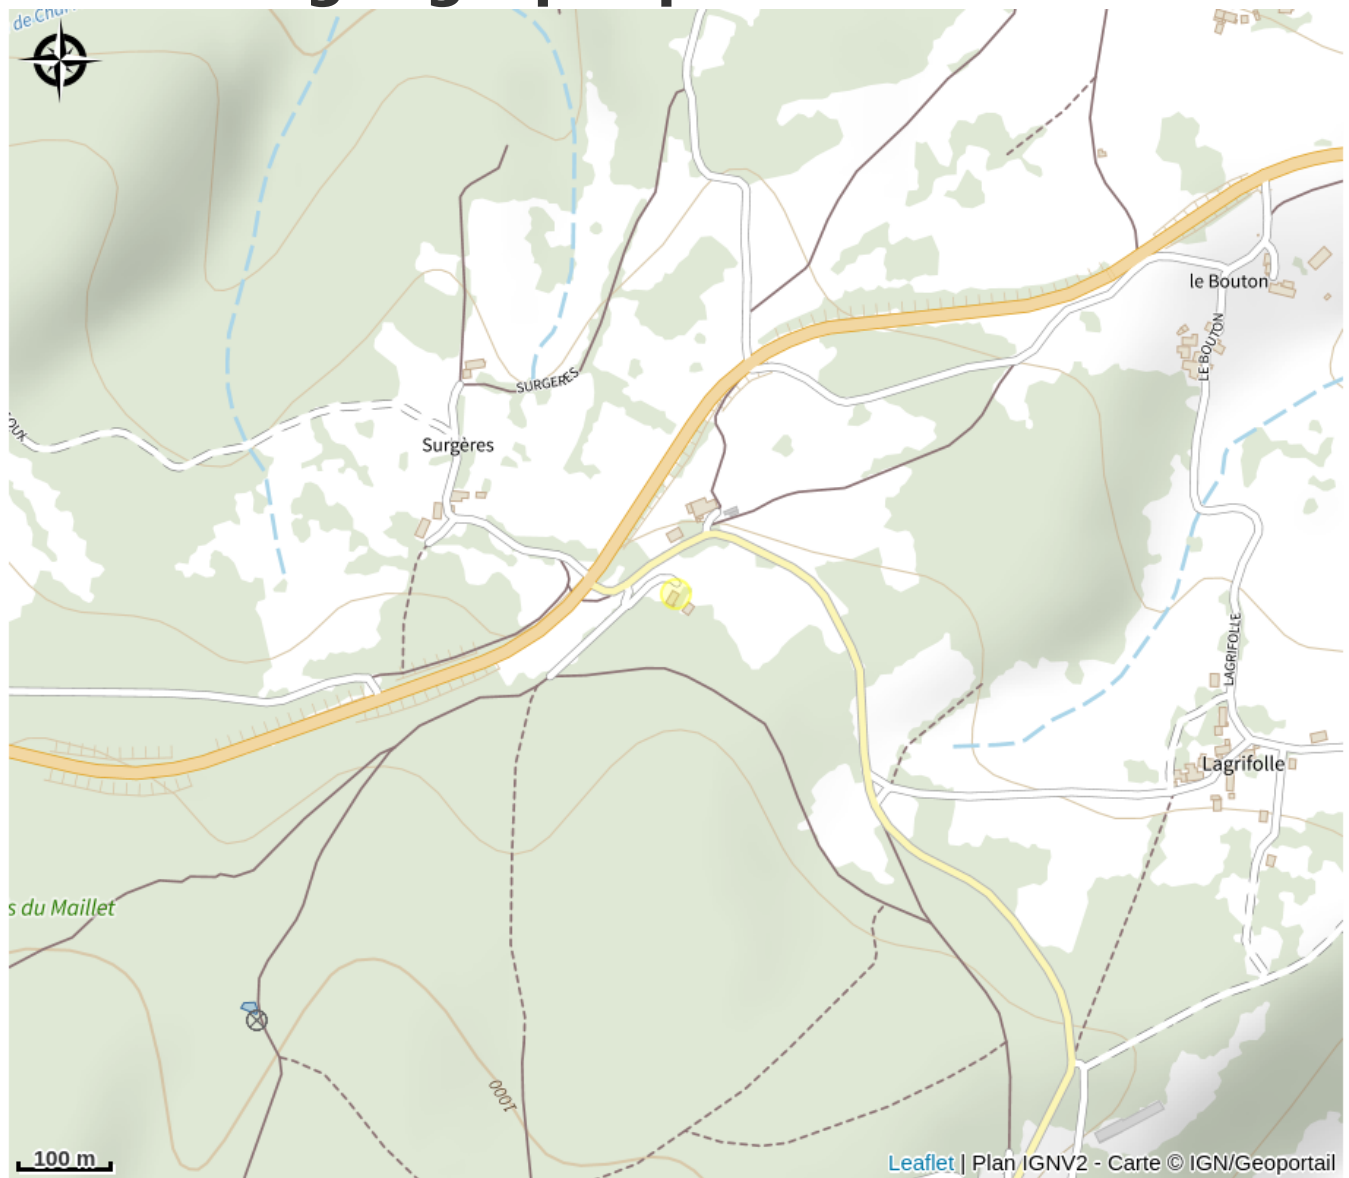 SURGERES
Surgères
le Bouton
LE BOUTON
LAGRIFOLLE
Lagrifolle
s du Maillet
1000
100 m
Leaflet | Plan IGNV2 - Carte © IGN/Geoportail